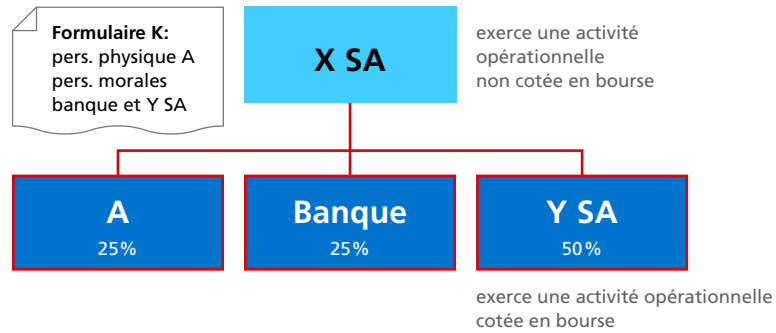 Formulaire K:
pers. physique A
pers. morales
banque et Y SA
X SA
exerce une activité
opérationnelle
non cotée en bourse
A
25%
Banque
25%
Y SA
50%
exerce une activité opérationnelle
cotée en bourse